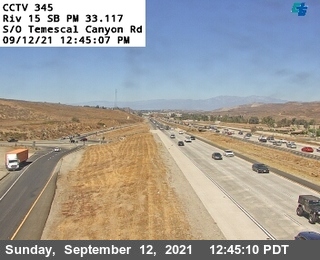 CCTV 345
Riv 15 SB PM 33.117
S/O Temescal Canyon Rd
09/12/21 12:45:07 PM
Sunday, September 12, 2021 12:45:10 PDT